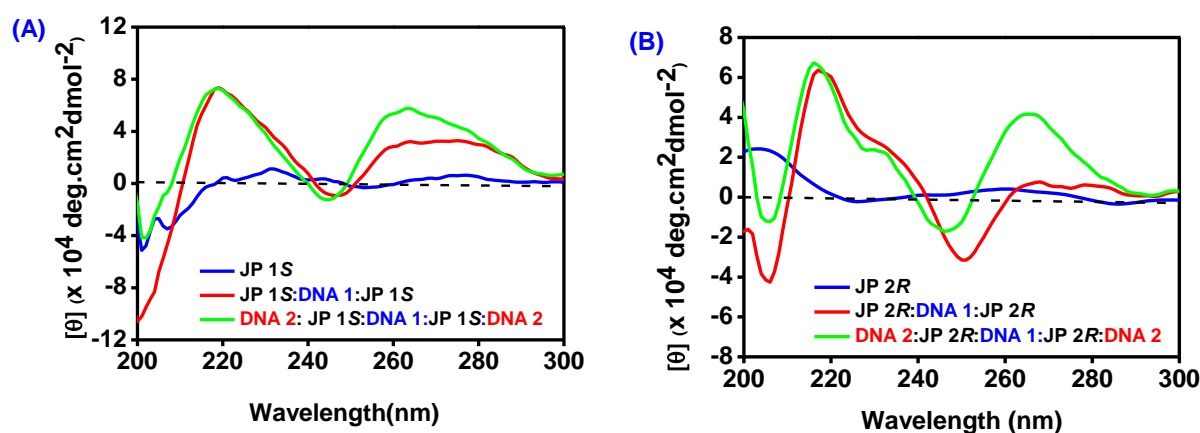 (A)
[θ] (x 10⁴ deg.cm²dmol⁻²)
12
8
4
0
-4
-8
-12
JP 1S
JP 1S:DNA 1:JP 1S
DNA 2: JP 1S:DNA 1:JP 1S:DNA 2
200 220 240 260 280 300
Wavelength(nm)
(B)
[θ] (x 10⁴ deg.cm²dmol⁻²)
8
6
4
2
0
-2
-4
-6
-8
JP 2R
JP 2R:DNA 1:JP 2R
DNA 2:JP 2R:DNA 1:JP 2R:DNA 2
200 220 240 260 280 300
Wavelength (nm)